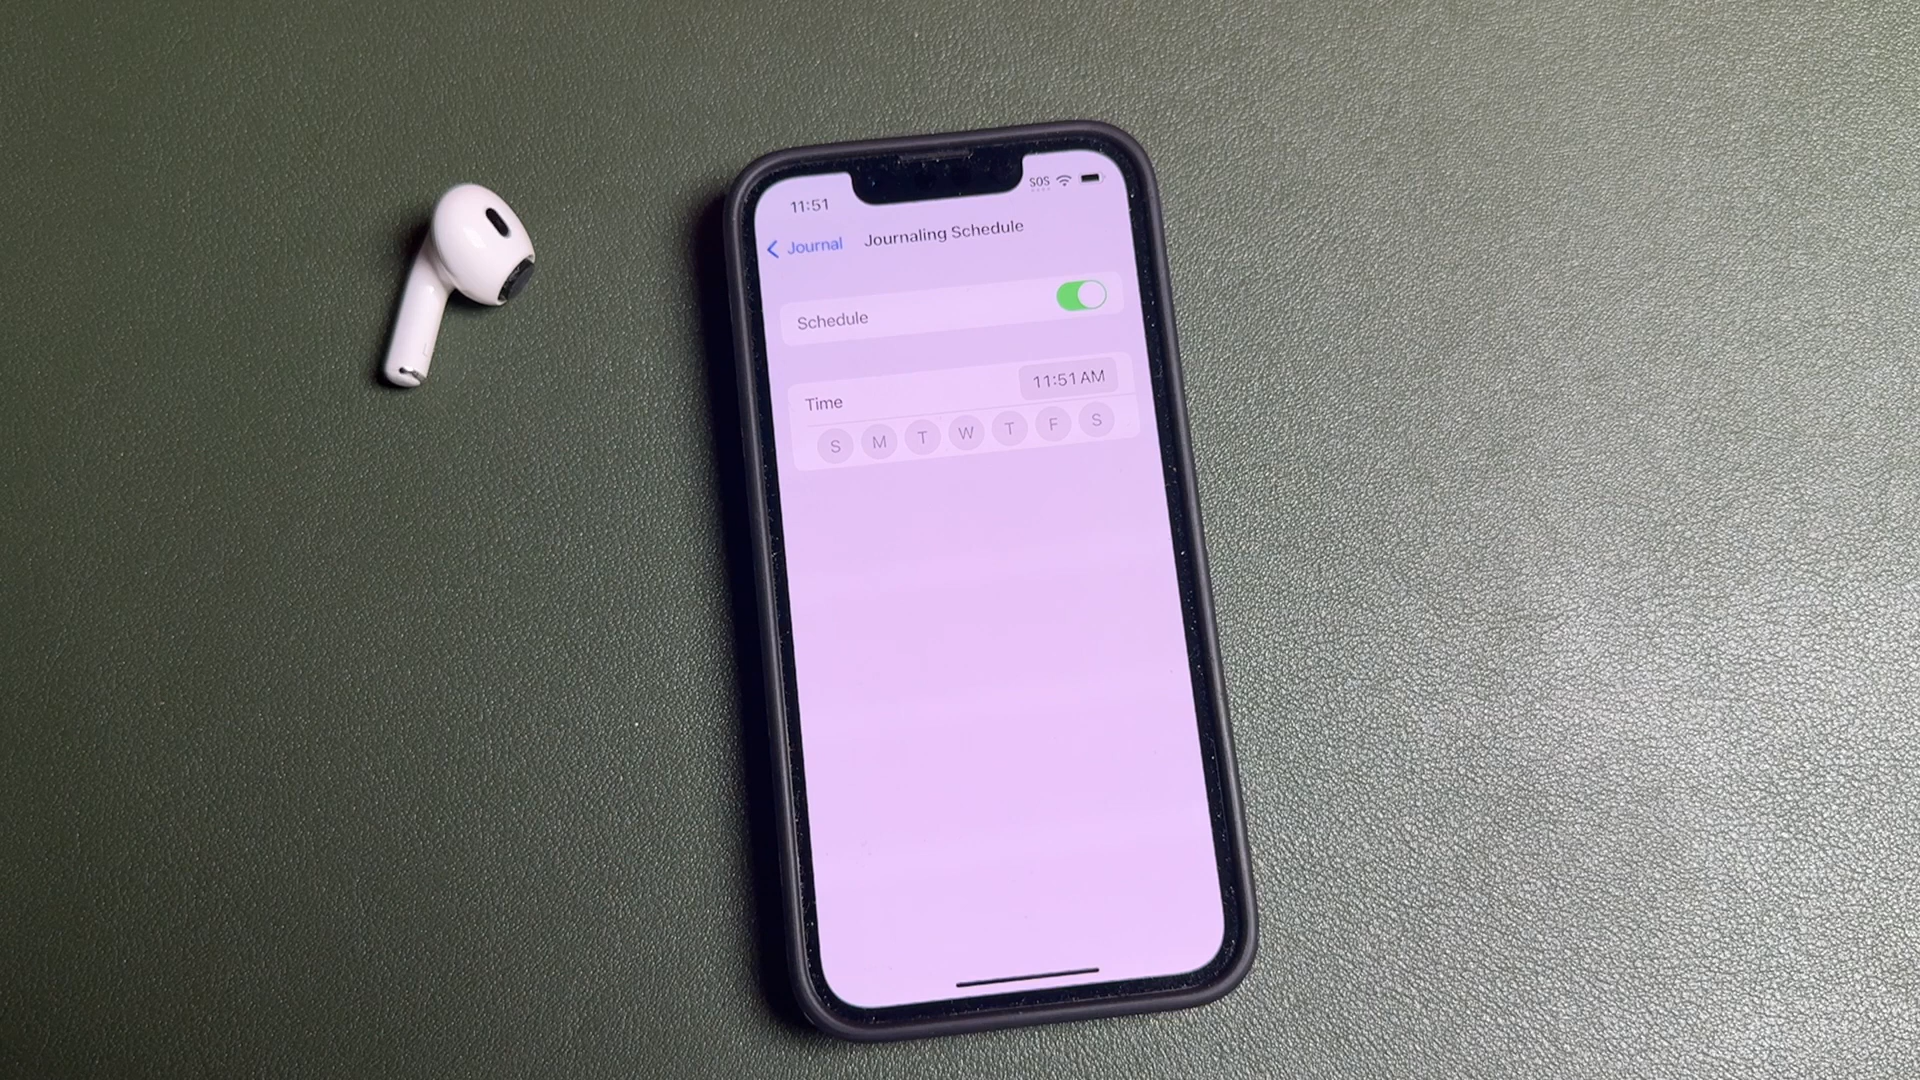 11:51 SOS
Journal Journaling Schedule
Schedule
Time 11:51 AM
S M T W T F S